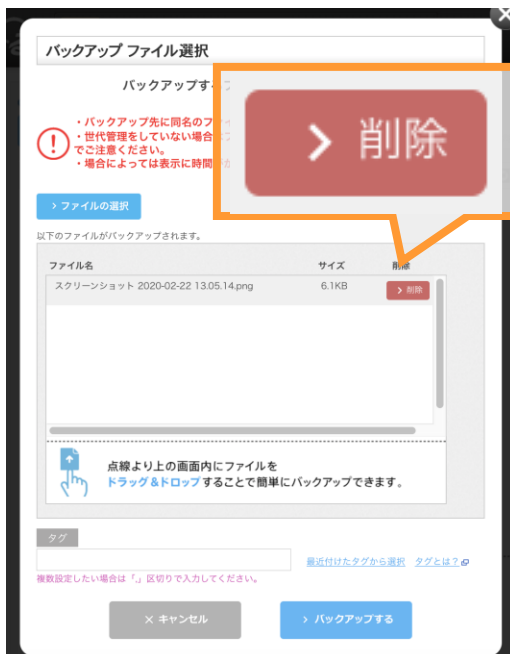 バックアップ ファイル選択
バックアップする
> 削除
・バックアップ先に同名の
・世代管理をしていない場合
でご注意ください。
・場合によっては表示に時間
> ファイルの選択
以下のファイルがバックアップされます。
ファイル名 サイズ 削除
スクリーンショット 2020-02-22 13.05.14.png 6.1KB > 削除
点線より上の画面内にファイルを
ドラッグ&ドロップすることで簡単にバックアップできます。
タグ
最近付けたタグから選択 タグとは？
複数設定したい場合は「,」区切りで入力してください。
× キャンセル > バックアップする